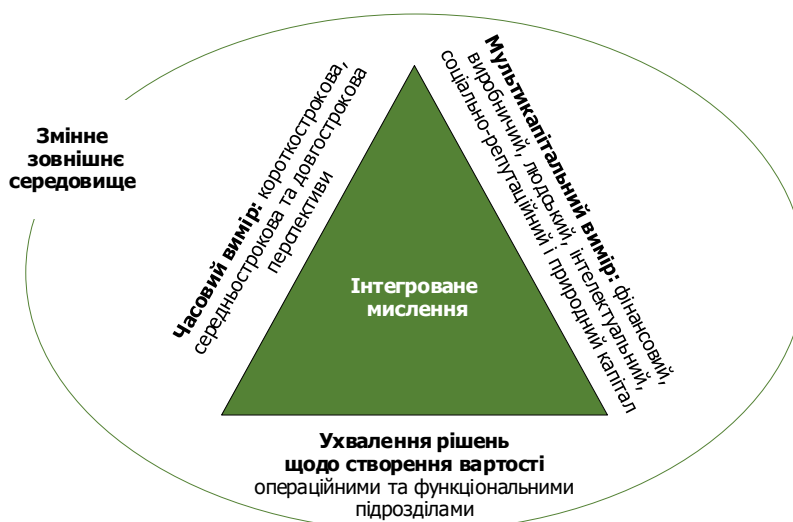 Змінне
зовнішнє
середовище
Часовий вимір: короткострокова,
середньострокова та довгострокова
перспективи
Мультикапітальний вимір: фінансовий,
виробничий, людський, інтелектуальний,
соціально-репутаційний і природний капітал
Інтегроване
мислення
Ухвалення рішень
щодо створення вартості
операційними та функціональними
підрозділами